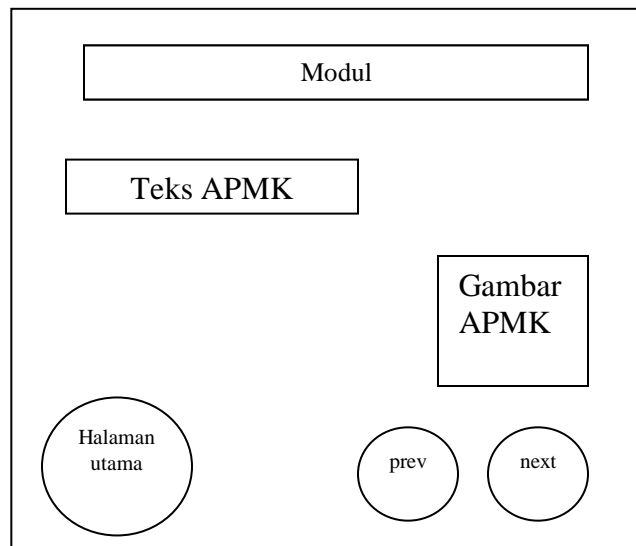 Modul
Teks APMK
Gambar
APMK
Halaman
utama
prev
next